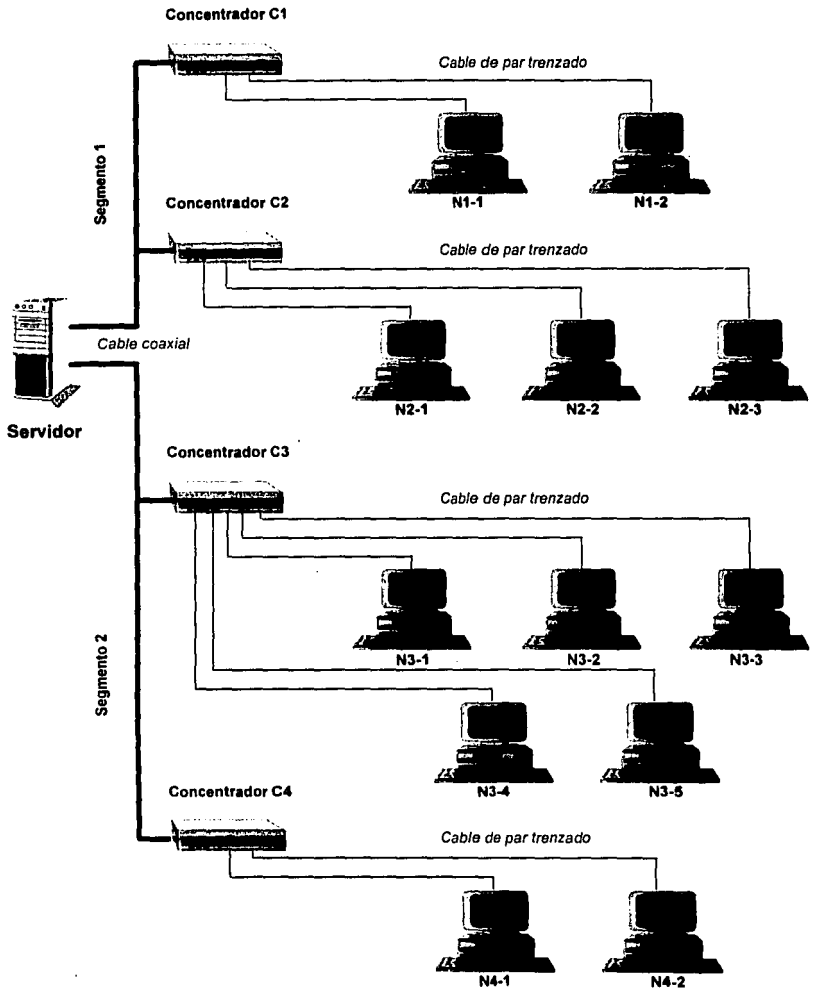 Concentrador C1
Cable de par trenzado
Segmento 1
N1-1
N1-2
Concentrador C2
Cable de par trenzado
N2-1
N2-2
N2-3
Cable coaxial
Servidor
Concentrador C3
Cable de par trenzado
N3-1
N3-2
N3-3
Segmento 2
N3-4
N3-5
Concentrador C4
Cable de par trenzado
N4-1
N4-2